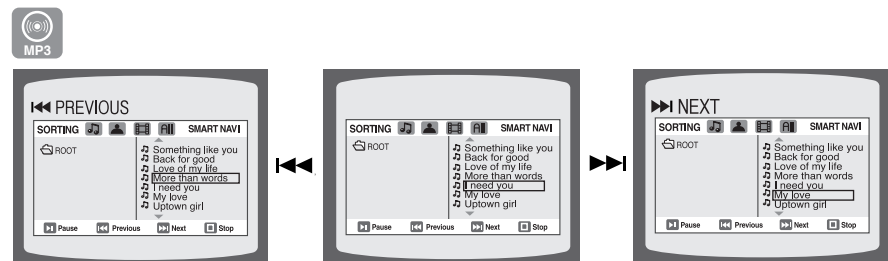 MP3
PREVIOUS
SORTING SMART NAVI
ROOT
Something like you
Back for good
Love of my life
More than words
I need you
My love
Uptown girl
Pause Previous Next Stop
SORTING SMART NAVI
ROOT
Something like you
Back for good
Love of my life
More than words
I need you
My love
Uptown girl
Pause Previous Next Stop
NEXT
SORTING SMART NAVI
ROOT
Something like you
Back for good
Love of my life
More than words
I need you
My love
Uptown girl
Pause Previous Next Stop